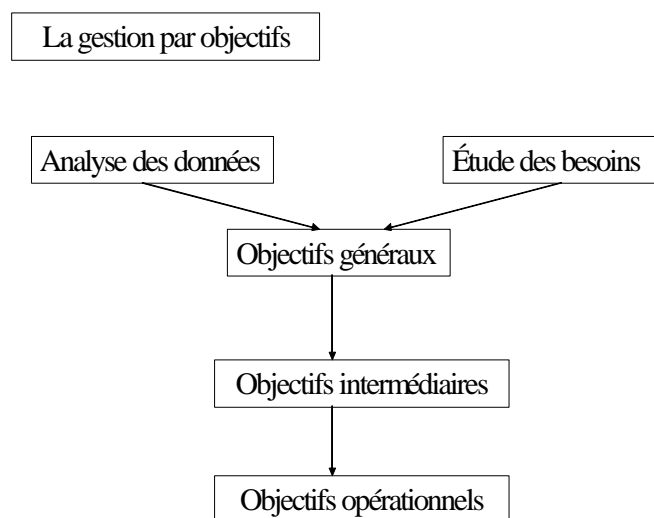 La gestion par objectifs
Analyse des données
Étude des besoins
Objectifs généraux
Objectifs intermédiaires
Objectifs opérationnels